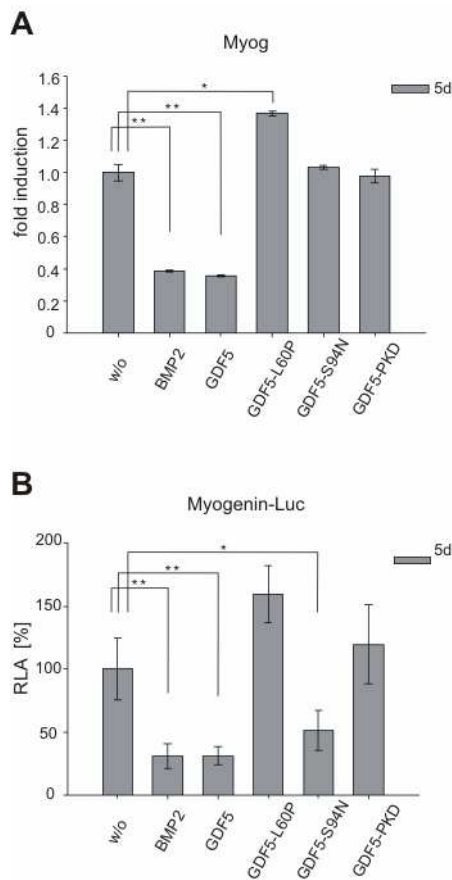 A
Myog
5d
fold induction
1.6
1.4
1.2
1.0
0.8
0.6
0.4
0.2
0
*
**
**
w/o
BMP2
GDF5
GDF5-L60P
GDF5-S94N
GDF5-PKD
B
Myogenin-Luc
5d
RLA [%]
200
150
100
50
0
*
**
**
w/o
BMP2
GDF5
GDF5-L60P
GDF5-S94N
GDF5-PKD